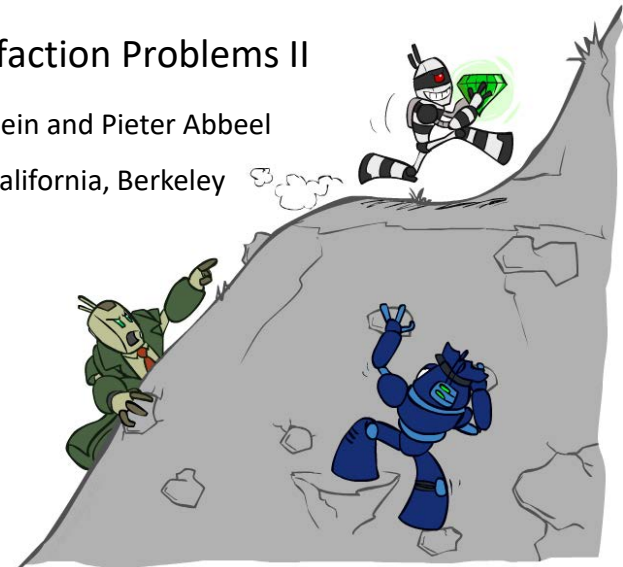 faction Problems II
ein and Pieter Abbeel
alifornia, Berkeley